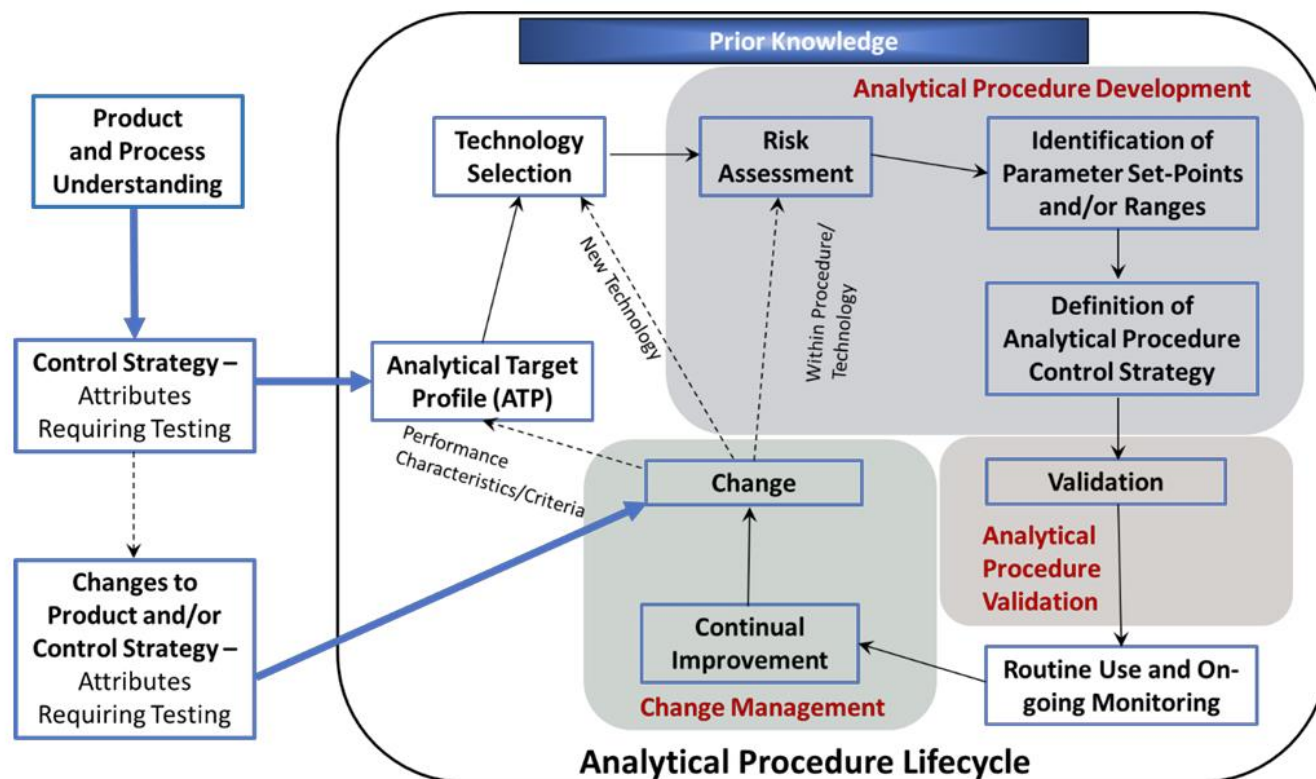 Prior Knowledge
Analytical Procedure Development
Product
and Process
Understanding
Technology
Selection
Risk
Assessment
Identification of
Parameter Set-Points
and/or Ranges
New Technology
Within Procedure/
Technology
Control Strategy –
Attributes
Requiring Testing
Analytical Target
Profile (ATP)
Definition of
Analytical Procedure
Control Strategy
Performance
Characteristics/Criteria
Change
Validation
Analytical
Procedure
Validation
Changes to
Product and/or
Control Strategy –
Attributes
Requiring Testing
Continual
Improvement
Change Management
Routine Use and On-
going Monitoring
Analytical Procedure Lifecycle